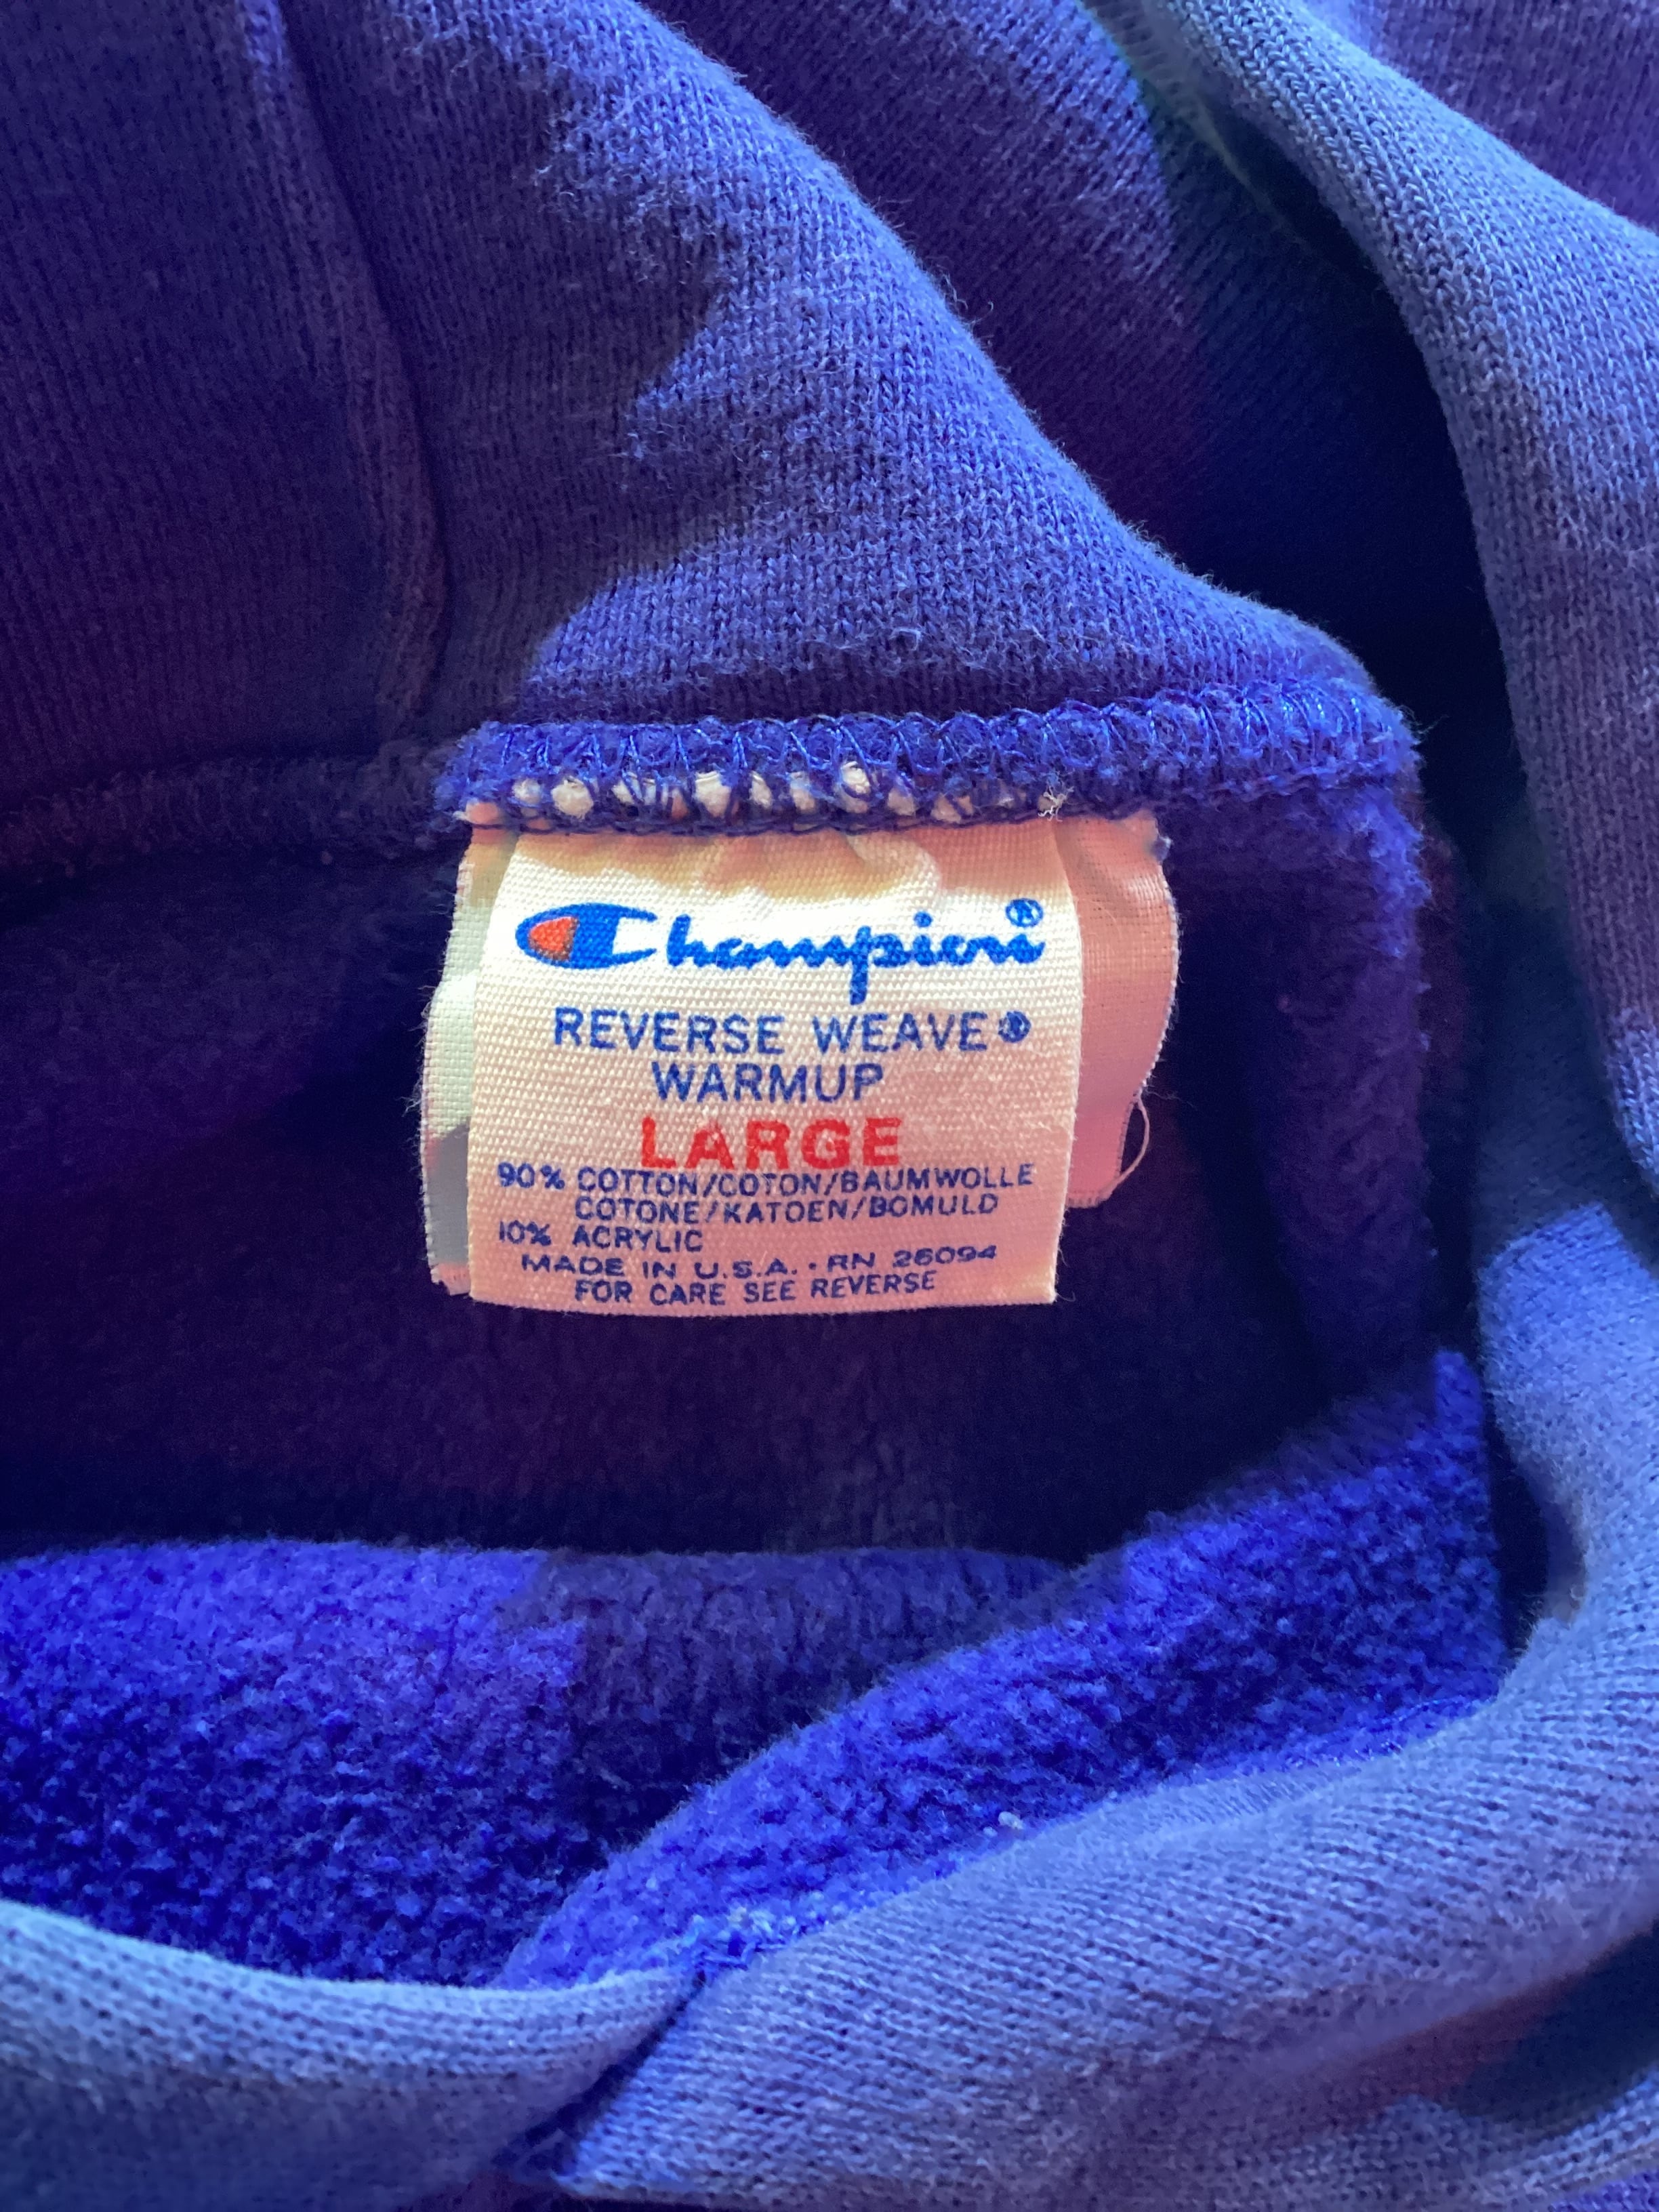 Champion®
REVERSE WEAVE®
WARMUP
LARGE
90% COTTON/COTON/BAUMWOLLE
COTONE/KATOEN/BOMULD
10% ACRYLIC
MADE IN U.S.A. • RN 26094
FOR CARE SEE REVERSE